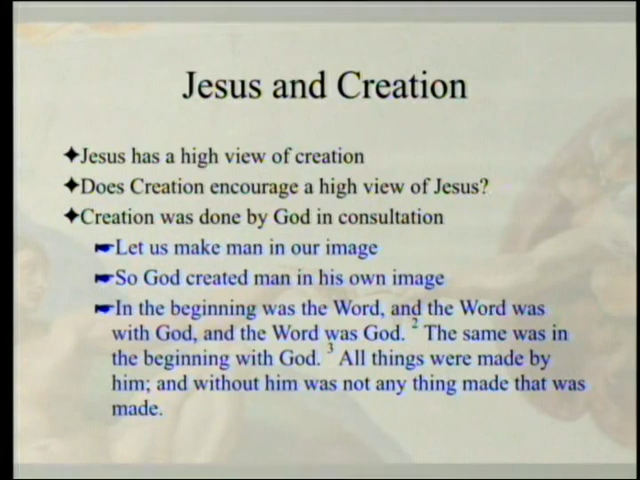 Jesus and Creation
✦Jesus has a high view of creation
✦Does Creation encourage a high view of Jesus?
✦Creation was done by God in consultation
☛Let us make man in our image
☛So God created man in his own image
☛In the beginning was the Word, and the Word was
with God, and the Word was God. 2 The same was in
the beginning with God. 3 All things were made by
him; and without him was not any thing made that was
made.